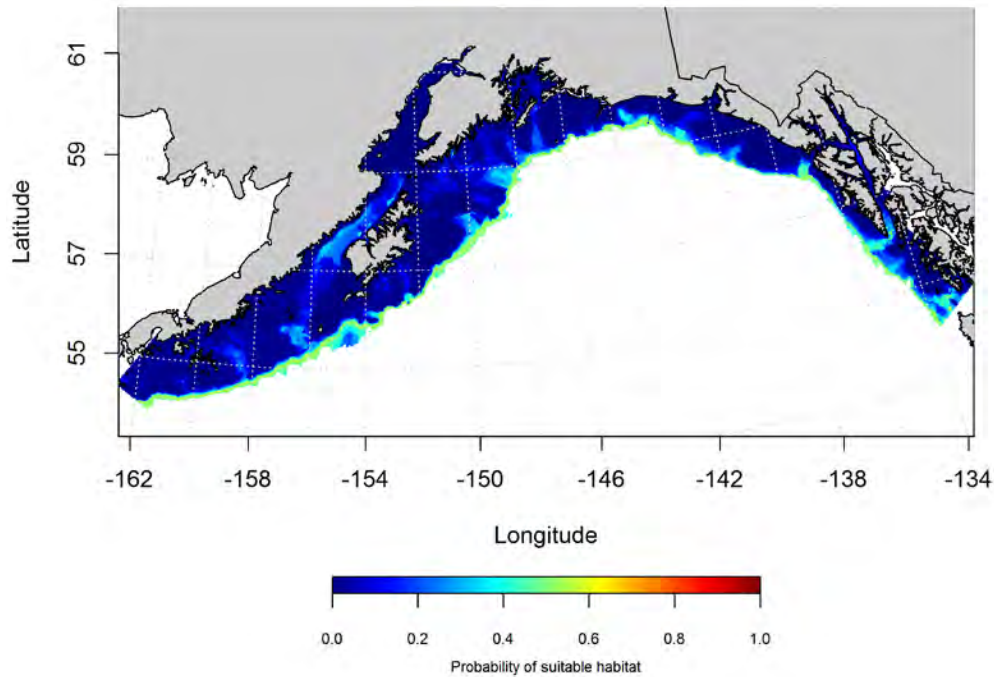 61
59
57
55
Latitude
-162 -158 -154 -150 -146 -142 -138 -134
Longitude
0.0 0.2 0.4 0.6 0.8 1.0
Probability of suitable habitat